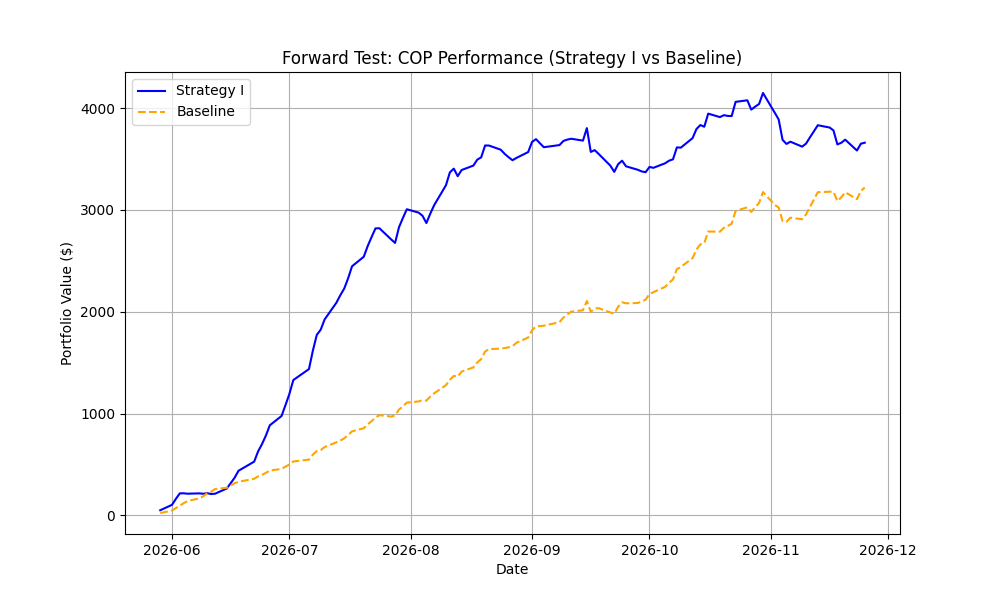 Forward Test: COP Performance (Strategy I vs Baseline)
Strategy I
Baseline
Portfolio Value ($)
4000
3000
2000
1000
0
2026-06
2026-07
2026-08
2026-09
2026-10
2026-11
2026-12
Date